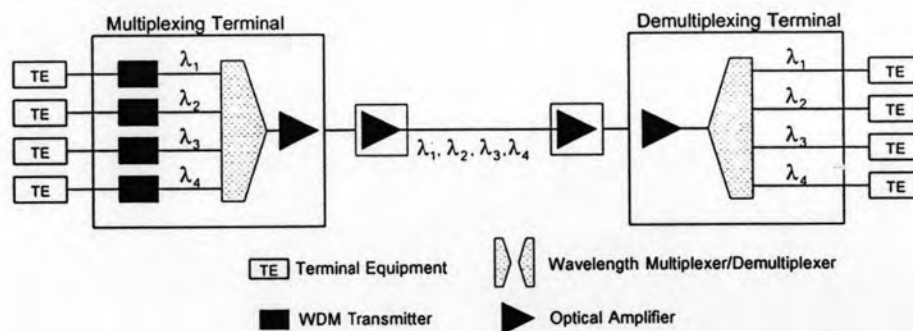 Multiplexing Terminal
Demultiplexing Terminal
TE λ₁ λ₁ TE
TE λ₂ λ₂ TE
TE λ₃ λ₃ TE
TE λ₄ λ₄ TE
λ₁, λ₂, λ₃, λ₄
TE Terminal Equipment
Wavelength Multiplexer/Demultiplexer
WDM Transmitter
Optical Amplifier